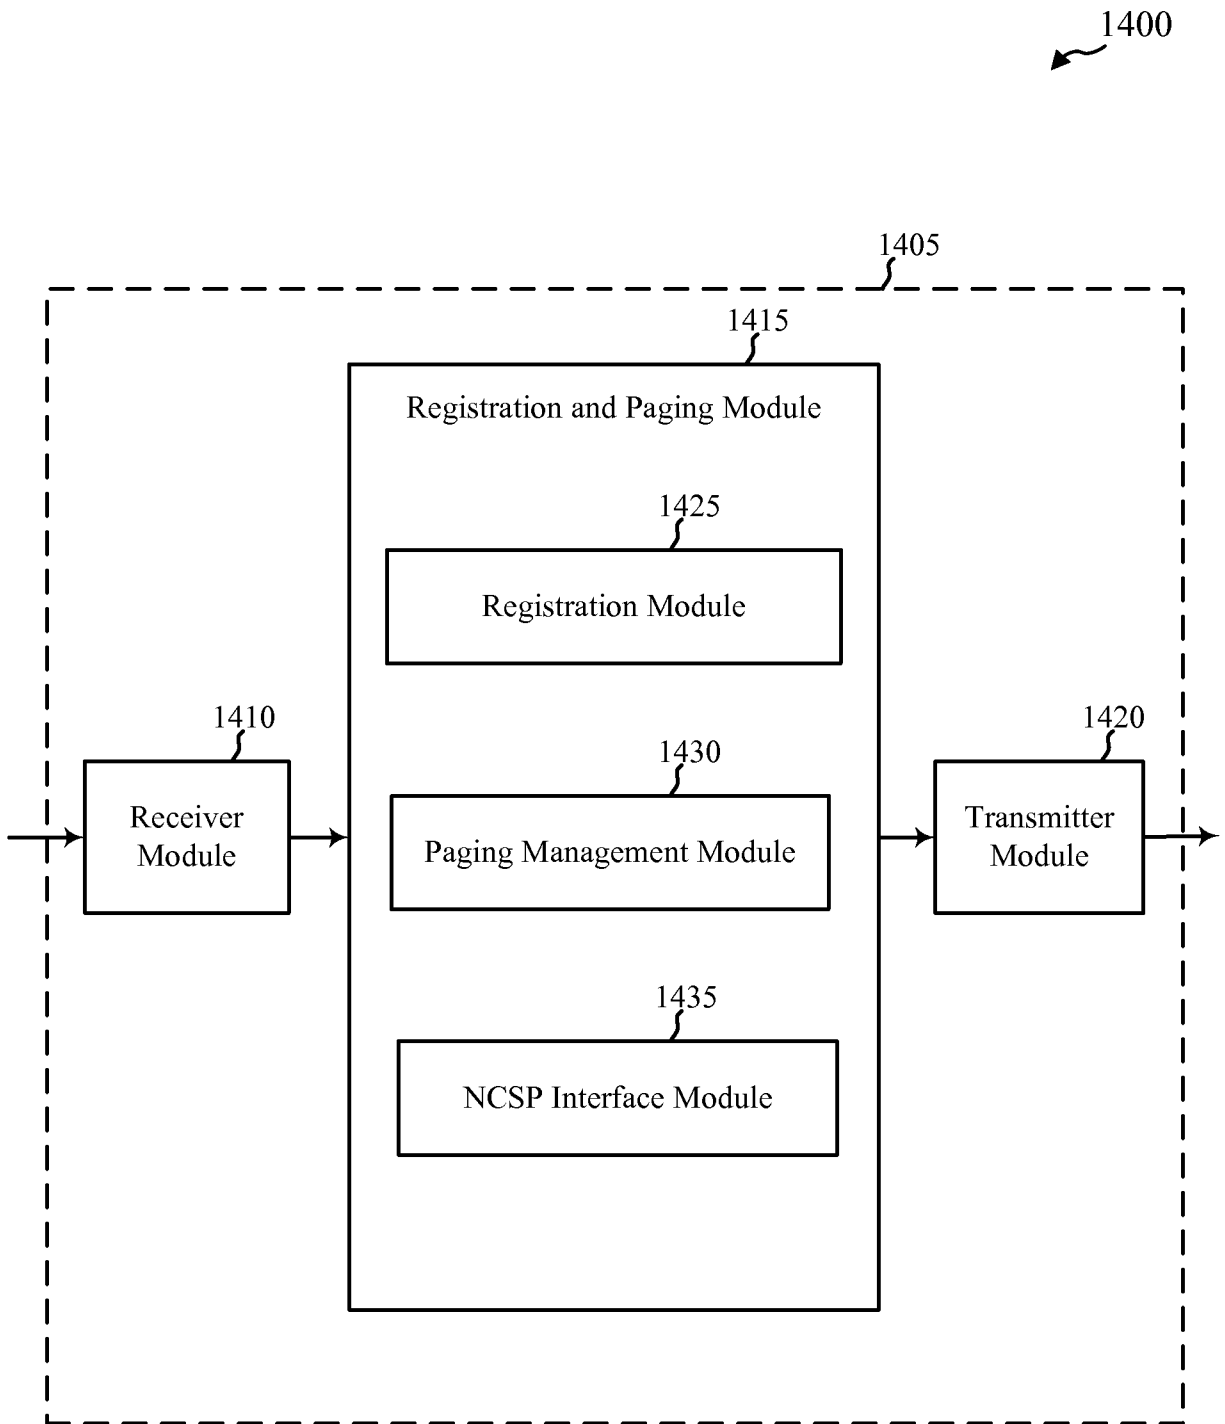 1400
1405
1415
Registration and Paging Module
1425
Registration Module
1410
Receiver
Module
1430
Paging Management Module
1420
Transmitter
Module
1435
NCSP Interface Module